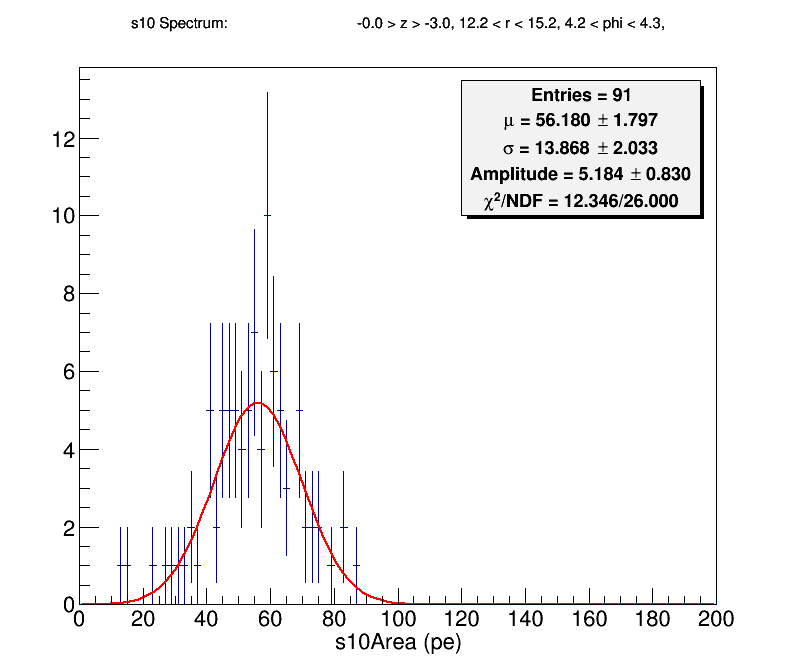 s10 Spectrum: -0.0 > z > -3.0, 12.2 < r < 15.2, 4.2 < phi < 4.3,
Entries = 91
μ = 56.180 ± 1.797
σ = 13.868 ± 2.033
Amplitude = 5.184 ± 0.830
χ²/NDF = 12.346/26.000
12
10
8
6
4
2
0
0 20 40 60 80 100 120 140 160 180 200
s10Area (pe)